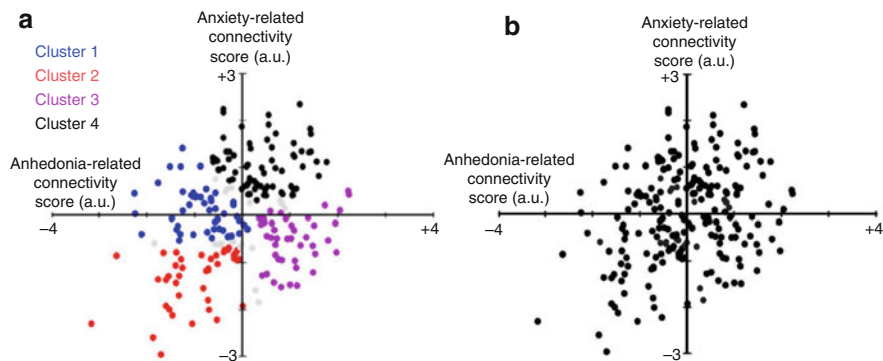 a
Anxiety-related
connectivity
score (a.u.)
Cluster 1
Cluster 2
Cluster 3
Cluster 4
+3
Anhedonia-related
connectivity
score (a.u.)
–4
+4
–3
b
Anxiety-related
connectivity
score (a.u.)
+3
Anhedonia-related
connectivity
score (a.u.)
–4
+4
–3